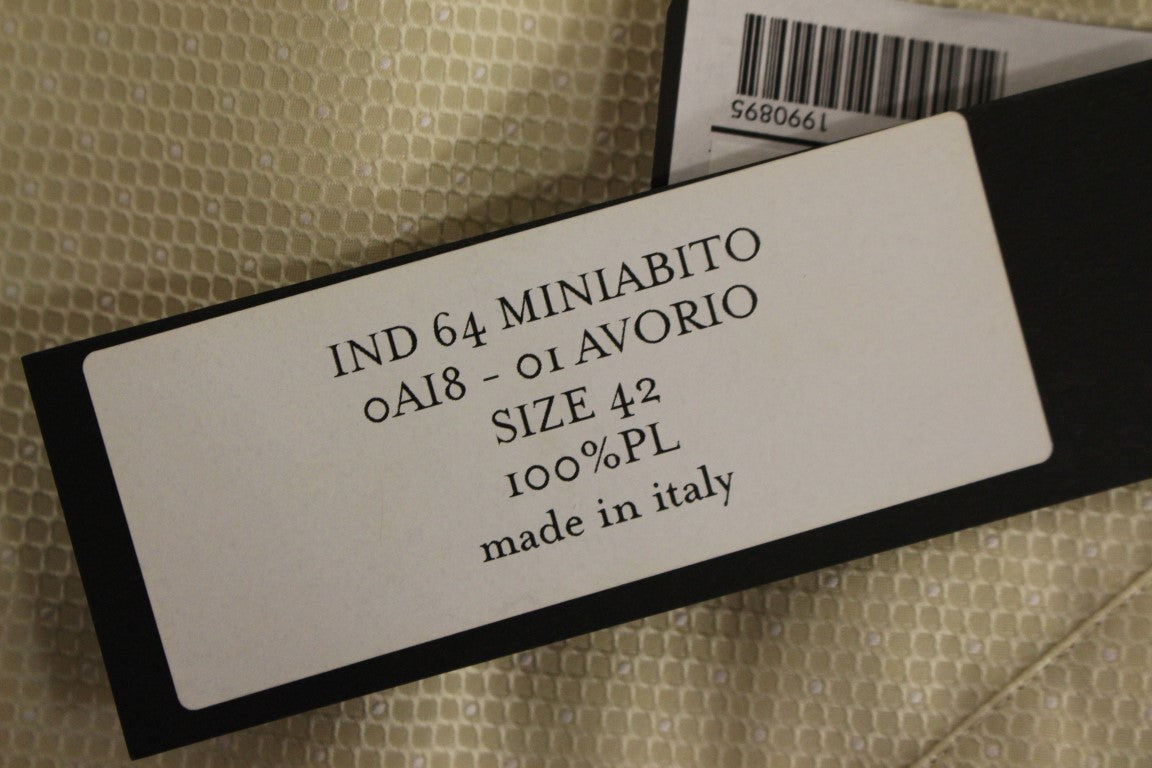 1990895
IND 64 MINIABITO
0AI8 - 01 AVORIO
SIZE 42
100%PL
made in italy